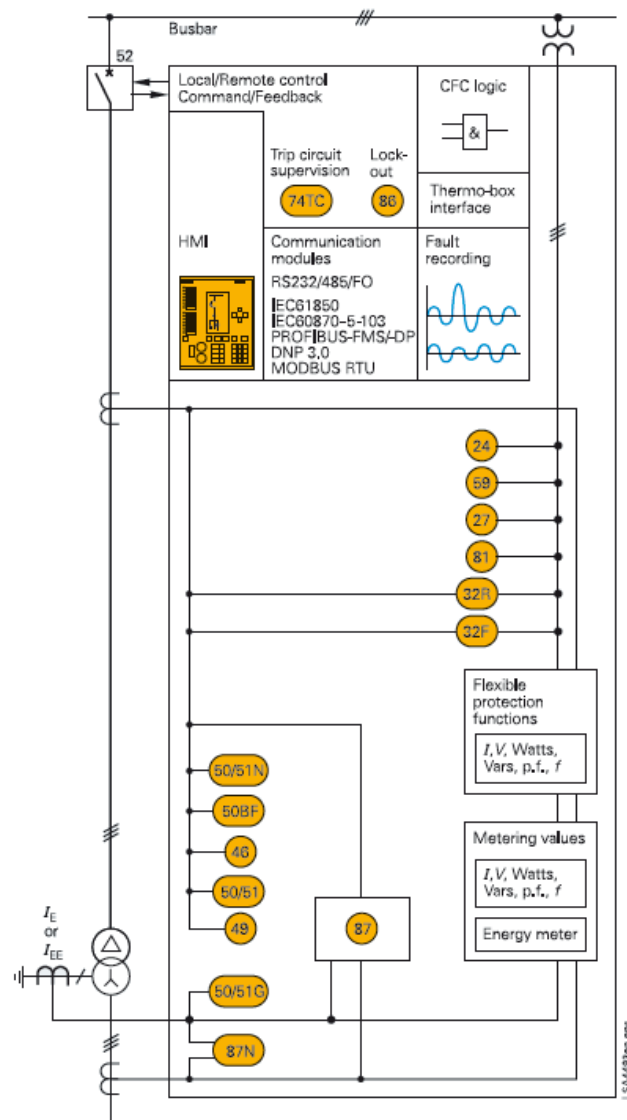 Busbar
52
Local/Remote control
Command/Feedback
CFC logic
&
Trip circuit
supervision
74TC
Lock-
out
86
Thermo-box
interface
HMI
Communication
modules
RS232/485/FO
IEC61850
IEC60870-5-103
PROFIBUS-FMS/-DP
DNP 3.0
MODBUS RTU
Fault
recording
24
59
27
81
32R
32F
Flexible
protection
functions
I,V, Watts,
Vars, p.f., f
50/51N
50BF
46
50/51
49
87
Metering values
I,V, Watts,
Vars, p.f., f
Energy meter
IE
or
IEE
50/51G
87N